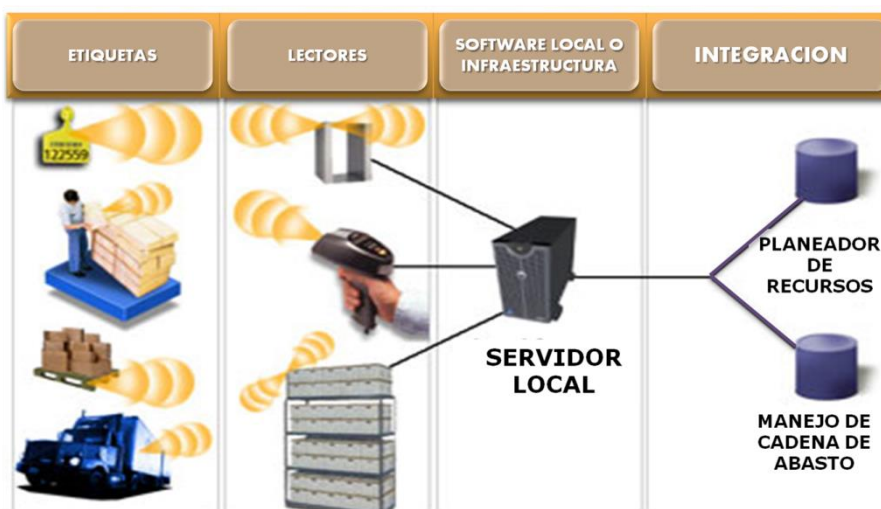 ETIQUETAS
LECTORES
SOFTWARE LOCAL O
INFRAESTRUCTURA
INTEGRACION
122559
SERVIDOR
LOCAL
PLANEADOR
DE
RECURSOS
MANEJO DE
CADENA DE
ABASTO